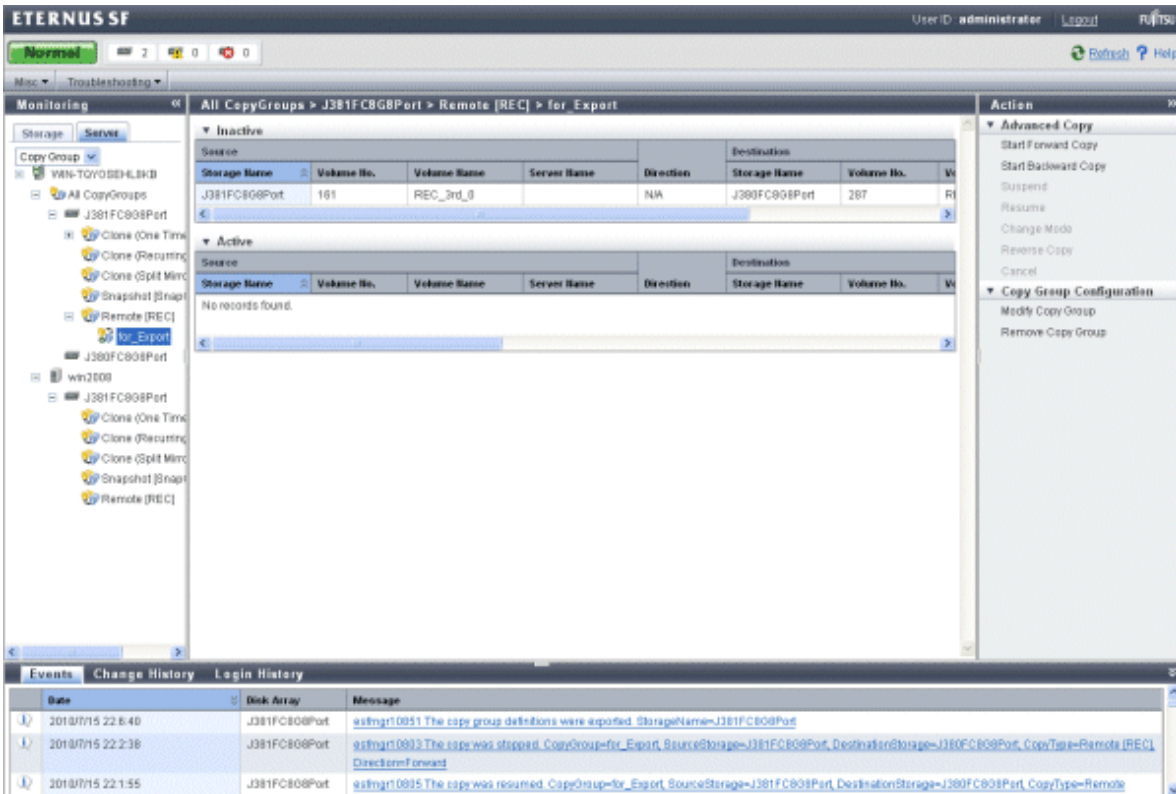 ETERNUS SF
UserID administrator Logout FUJITSU
Normal 2 0 0
Refresh ? Help
Misc Troubleshooting
Monitoring
All CopyGroups > J381FC8G8Port > Remote [REC] > for_Export
Action
Storage Server
Copy Group
WIN-TOYOSEHL8KB
All CopyGroups
J381FC8G8Port
Clone (One Time
Clone (Recurring
Clone (Split Mirro
Snapshot [Snap
Remote [REC]
for_Export
J380FC8G8Port
win2008
J381FC8G8Port
Clone (One Time
Clone (Recurring
Clone (Split Mirro
Snapshot [Snap
Remote [REC]
Inactive
Source Destination
Storage Name Volume No. Volume Name Server Name Direction Storage Name Volume No.
J381FC8G8Port 161 REC_3rd_0 N/A J380FC8G8Port 287
Active
Source Destination
Storage Name Volume No. Volume Name Server Name Direction Storage Name Volume No.
No records found.
Advanced Copy
Start Forward Copy
Start Backward Copy
Suspend
Resume
Change Mode
Reverse Copy
Cancel
Copy Group Configuration
Modify Copy Group
Remove Copy Group
Events Change History Login History
Date Disk Array Message
2010/7/15 22:6:40 J381FC8G8Port esfmgr10851 The copy group definitions were exported. StorageName=J381FC8G8Port
2010/7/15 22:2:38 J381FC8G8Port esfmgr10803 The copy was stopped. CopyGroup=for_Export, SourceStorage=J381FC8G8Port, DestinationStorage=J380FC8G8Port, CopyType=Remote [REC],
Direction=Forward
2010/7/15 22:1:55 J381FC8G8Port esfmgr10805 The copy was resumed. CopyGroup=for_Export, SourceStorage=J381FC8G8Port, DestinationStorage=J380FC8G8Port, CopyType=Remote